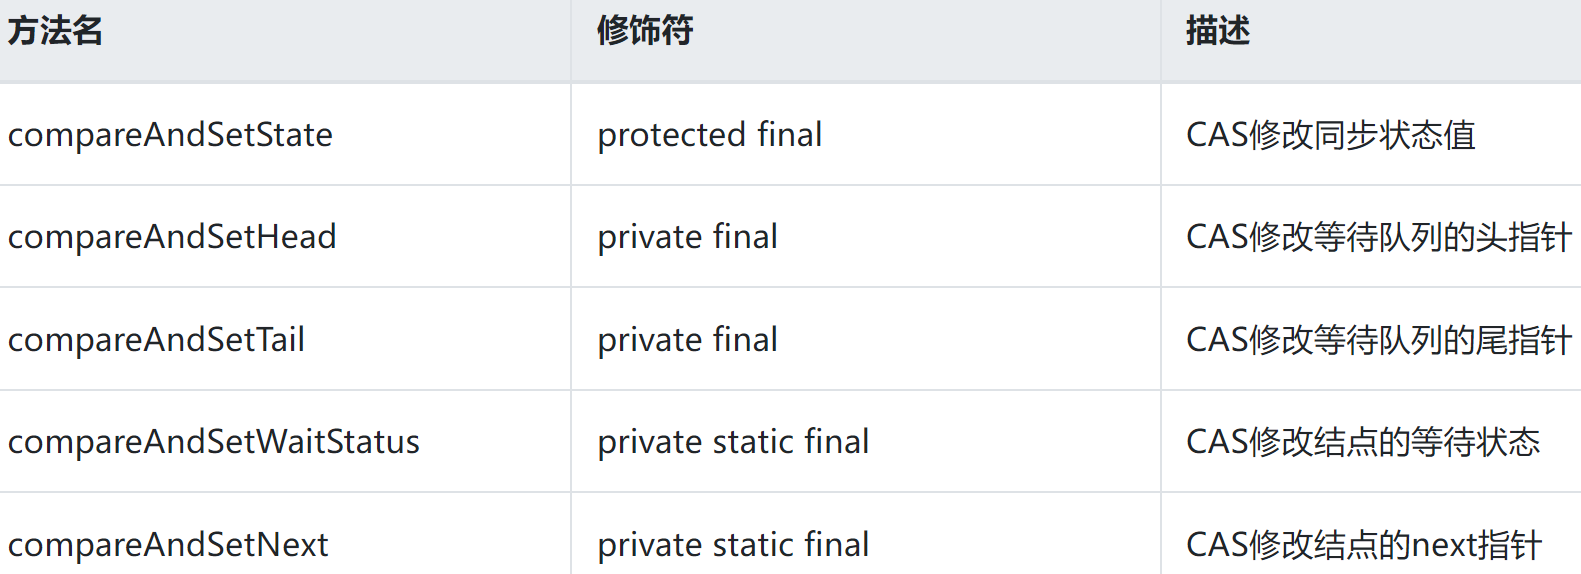 方法名 修饰符 描述
compareAndSetState protected final CAS修改同步状态值
compareAndSetHead private final CAS修改等待队列的头指针
compareAndSetTail private final CAS修改等待队列的尾指针
compareAndSetWaitStatus private static final CAS修改结点的等待状态
compareAndSetNext private static final CAS修改结点的next指针